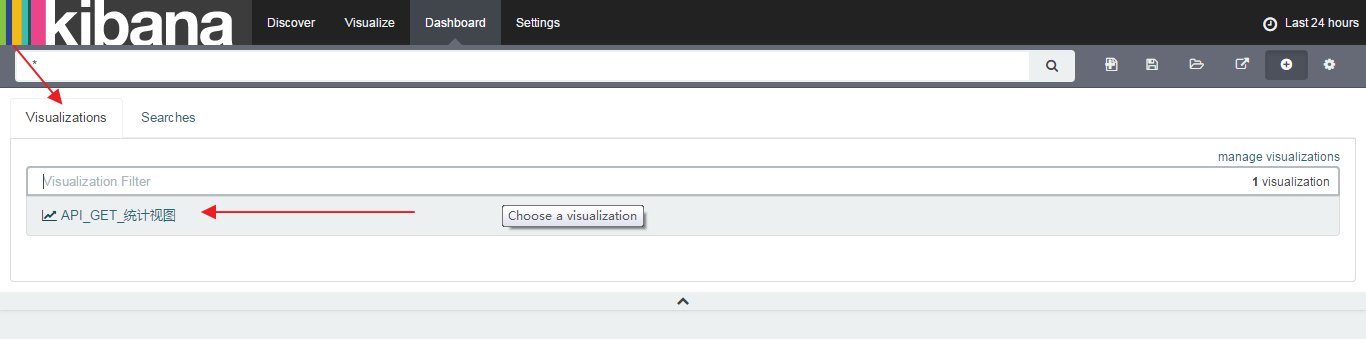 kibana Discover Visualize Dashboard Settings Last 24 hours
*
Visualizations Searches
manage visualizations
Visualization Filter 1 visualization
API_GET_统计视图 Choose a visualization